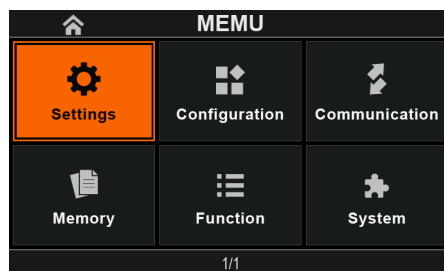 MEMU
Settings
Configuration
Communication
Memory
Function
System
1/1